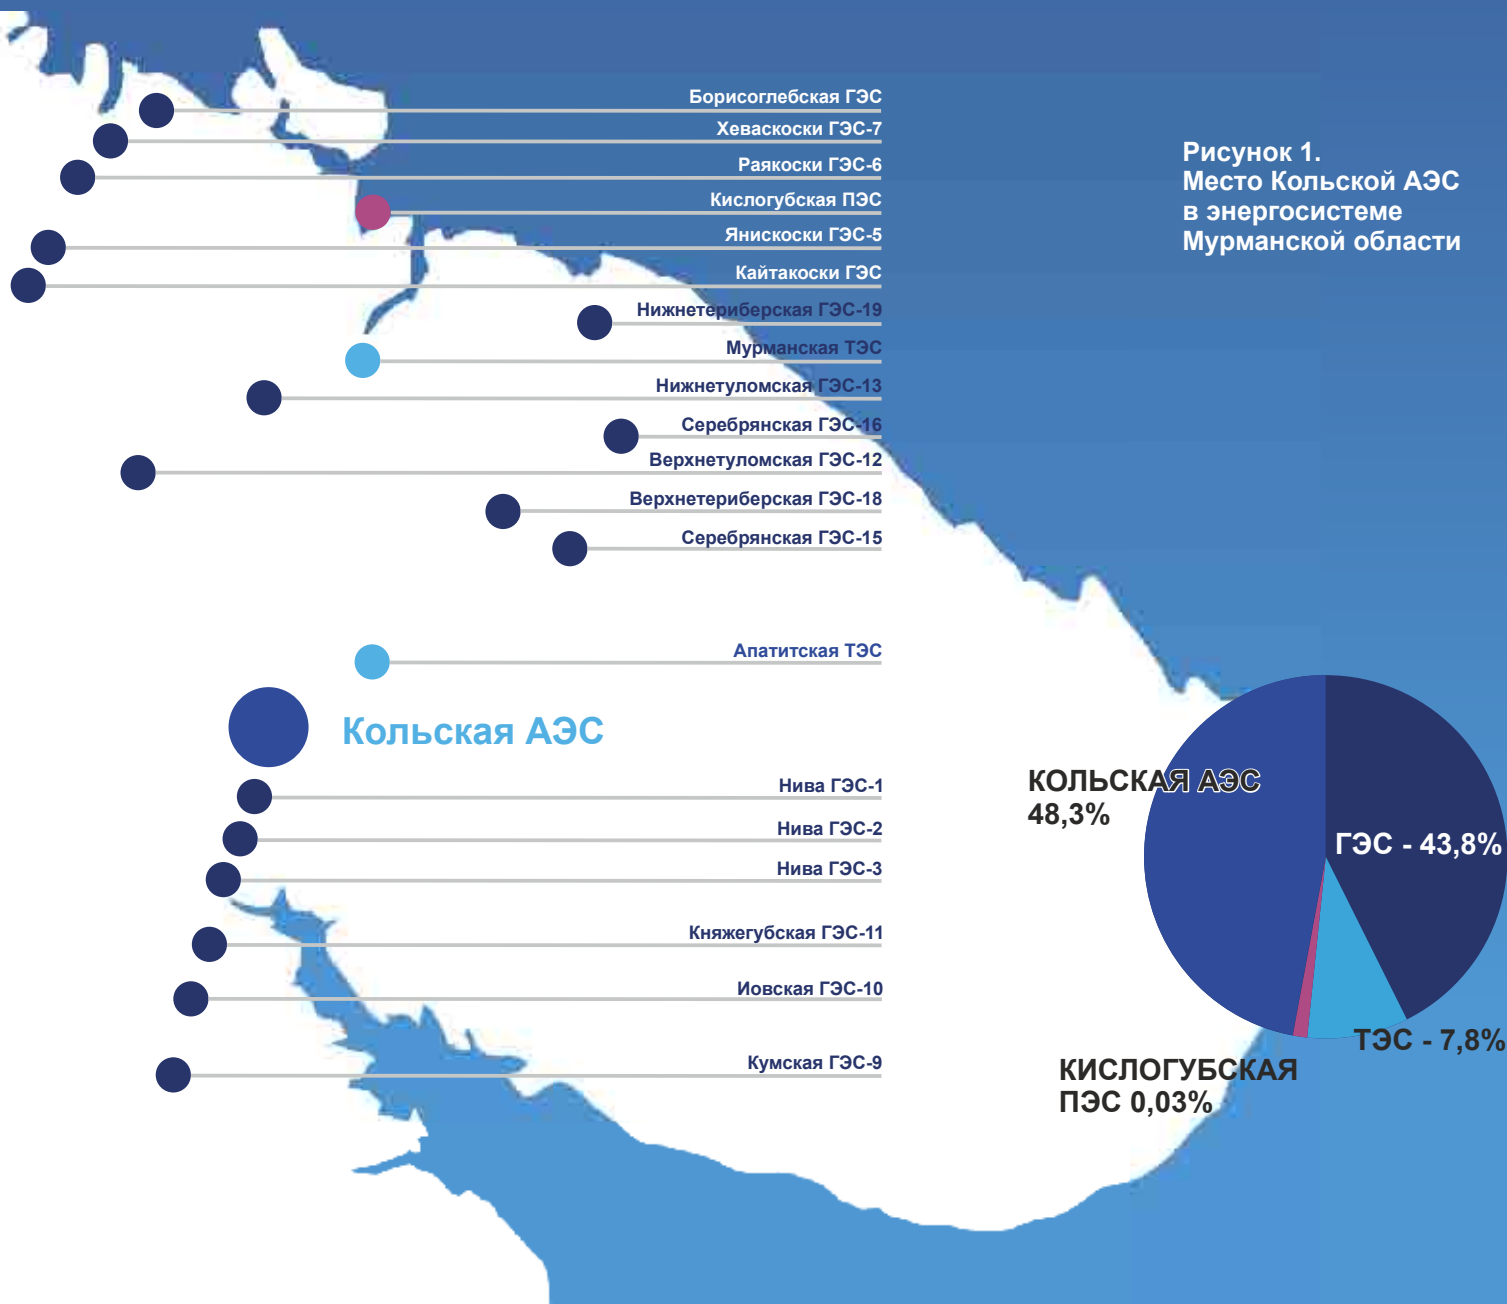 Борисоглебская ГЭС
Хеваскоски ГЭС-7
Раякоски ГЭС-6
Кислогубская ПЭС
Янискоски ГЭС-5
Кайтакоски ГЭС
Нижнетериберская ГЭС-19
Мурманская ТЭС
Нижнетуломская ГЭС-13
Серебрянская ГЭС-16
Верхнетуломская ГЭС-12
Верхнетериберская ГЭС-18
Серебрянская ГЭС-15
Апатитская ТЭС
Кольская АЭС
Нива ГЭС-1
Нива ГЭС-2
Нива ГЭС-3
Княжегубская ГЭС-11
Иовская ГЭС-10
Кумская ГЭС-9
Рисунок 1.
Место Кольской АЭС
в энергосистеме
Мурманской области
КОЛЬСКАЯ АЭС
48,3%
ГЭС - 43,8%
ТЭС - 7,8%
КИСЛОГУБСКАЯ
ПЭС 0,03%